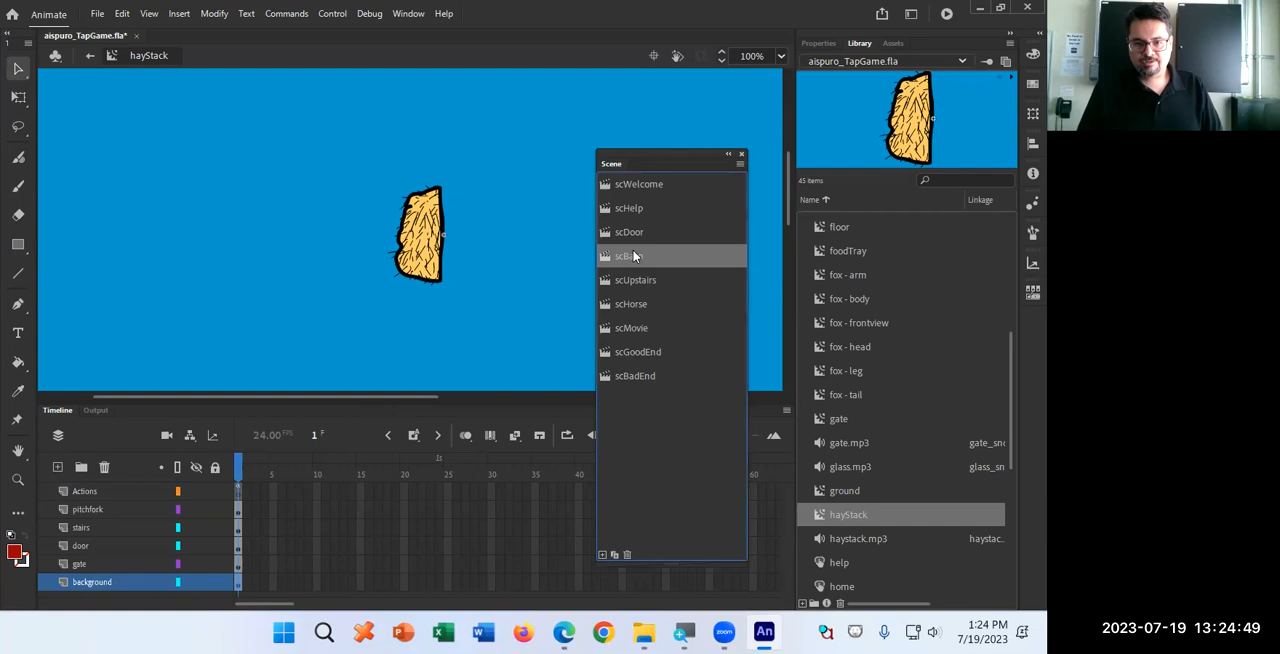 Animate
File Edit View Insert Modify Text Commands Control Debug Window Help
aispuro_TapGame.fla*
hayStack
100%
Scene
scWelcome
scHelp
scDoor
scUpstairs
scHorse
scMovie
scGoodEnd
scBadEnd
Properties Library Assets
aispuro_TapGame.fla
45 items
Name Linkage
floor
foodTray
fox - arm
fox - body
fox - frontview
fox - head
fox - leg
fox - tail
gate
gate.mp3 gate_snd
glass.mp3 glass_sn
ground
hayStack
haystack.mp3 haystac..
help
home
Timeline Output
24.00 FPS 1 F
1s
5 10 15 20 25 30 35 40 60
Actions
pitchfork
stairs
door
gate
background
An
1:24 PM
7/19/2023
2023-07-19 13:24:49